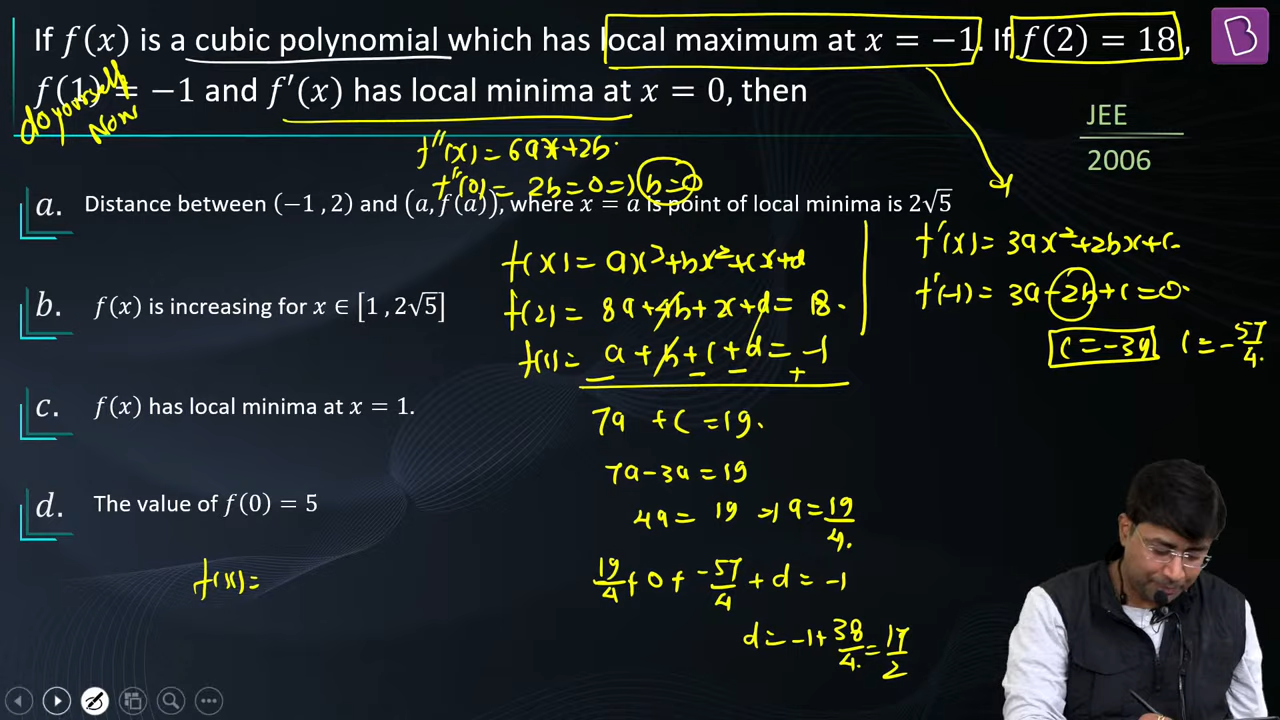 If f(x) is a cubic polynomial which has local maximum at x = −1. If f(2) = 18,
f(1) = −1 and f′(x) has local minima at x = 0, then
do yourself
Now
B
JEE
2006
f''(x) = 6ax+2b.
f''(0) = 2b=0 => b=0
a. Distance between (−1 , 2) and (a, f(a)), where x = a is point of local minima is 2√5
f(x) = ax³+bx²+cx+d
f(2) = 8a+4b+2c+d = 18.
f(1) = a + b + c + d = -1
− − − +
f'(x) = 3ax²+2bx+c
f'(-1) = 3a-2b+c=0.
c=-3a c = -57/4.
b. f(x) is increasing for x ∈ [1 , 2√5]
7a +c =19.
7a-3a=19
4a = 19 => a=19/4.
19/4 + 0 + -57/4 + d = -1
d = -1+38/4. = 17/2
c. f(x) has local minima at x = 1.
d. The value of f(0) = 5
f(x) =